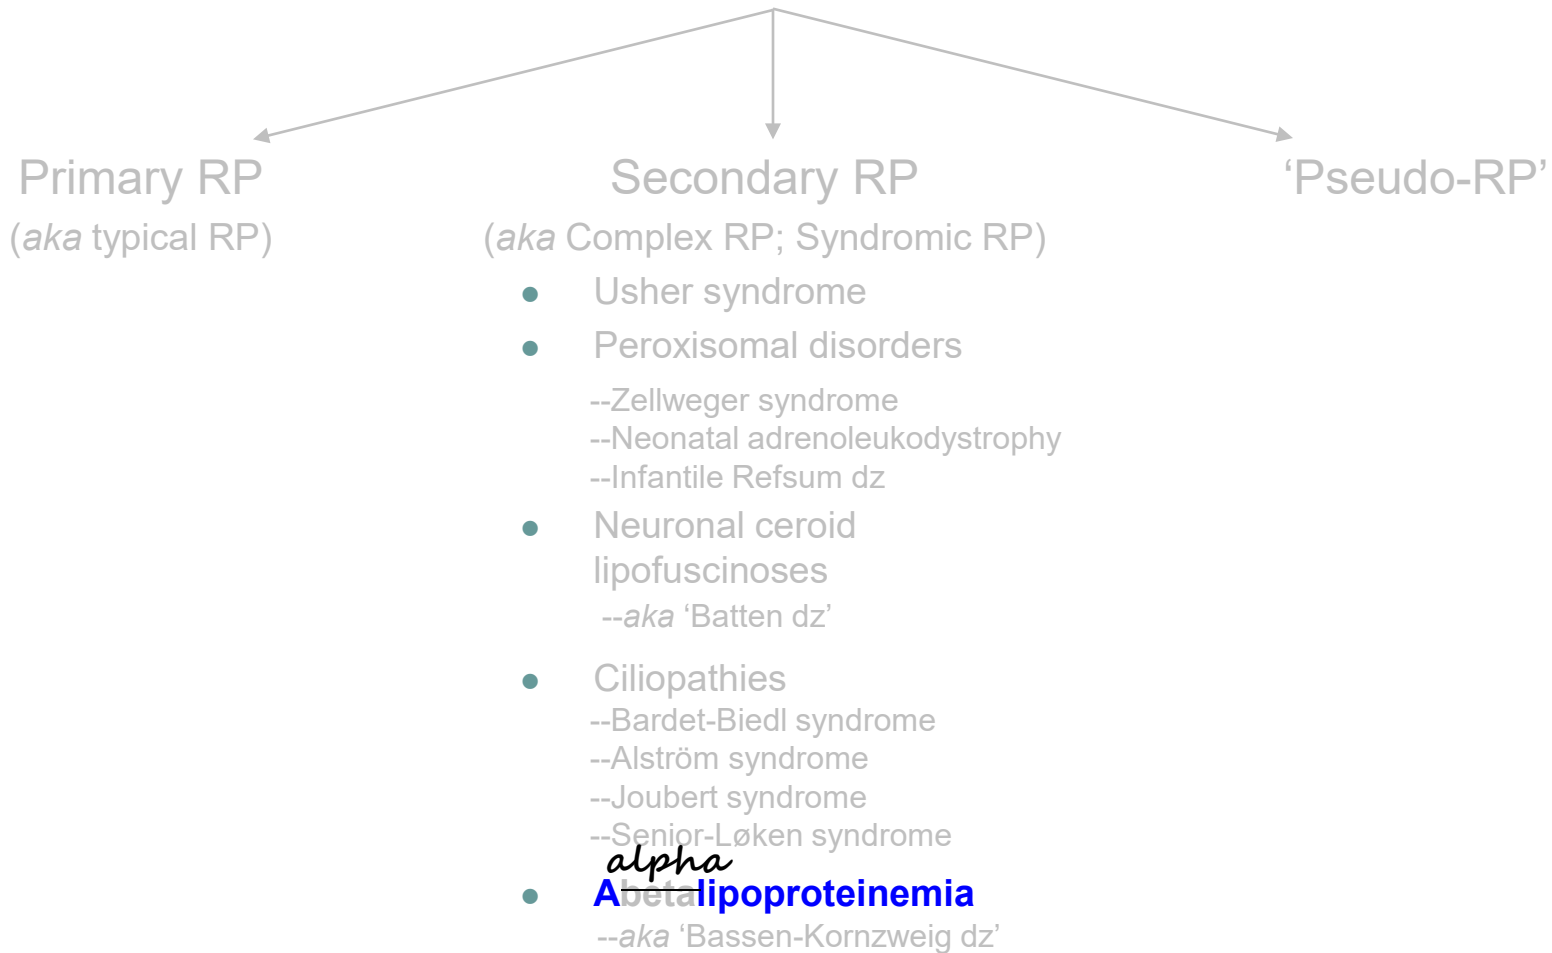 Primary RP
(aka typical RP)
Secondary RP
(aka Complex RP; Syndromic RP)
● Usher syndrome
● Peroxisomal disorders
--Zellweger syndrome
--Neonatal adrenoleukodystrophy
--Infantile Refsum dz
● Neuronal ceroid
lipofuscinoses
--aka ‘Batten dz’
● Ciliopathies
--Bardet-Biedl syndrome
--Alström syndrome
--Joubert syndrome
--Senior-Løken syndrome
alpha
● Abetalipoproteinemia
--aka ‘Bassen-Kornzweig dz’
‘Pseudo-RP’